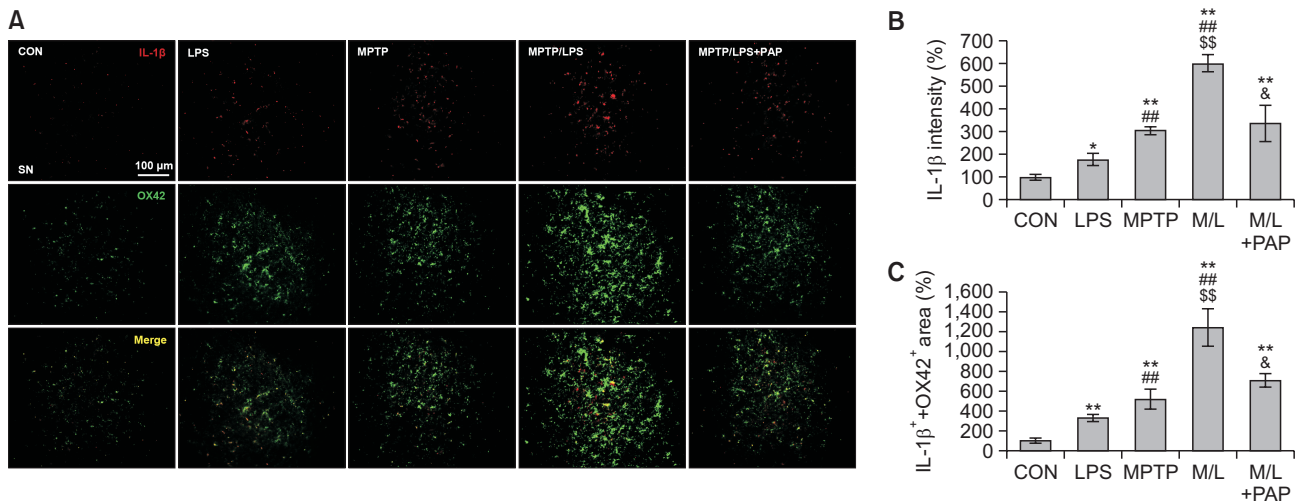 A
CON
IL-1β
LPS
MPTP
MPTP/LPS
MPTP/LPS+PAP
SN
100 µm
OX42
Merge
B
IL-1β intensity (%)
700
600
500
400
300
200
100
0
*
**
##
**
##
$$
**
&
CON
LPS
MPTP
M/L
M/L
+PAP
C
IL-1β⁺+OX42⁺ area (%)
1,600
1,400
1,200
1,000
800
600
400
200
0
**
**
##
**
##
$$
**
&
CON
LPS
MPTP
M/L
M/L
+PAP